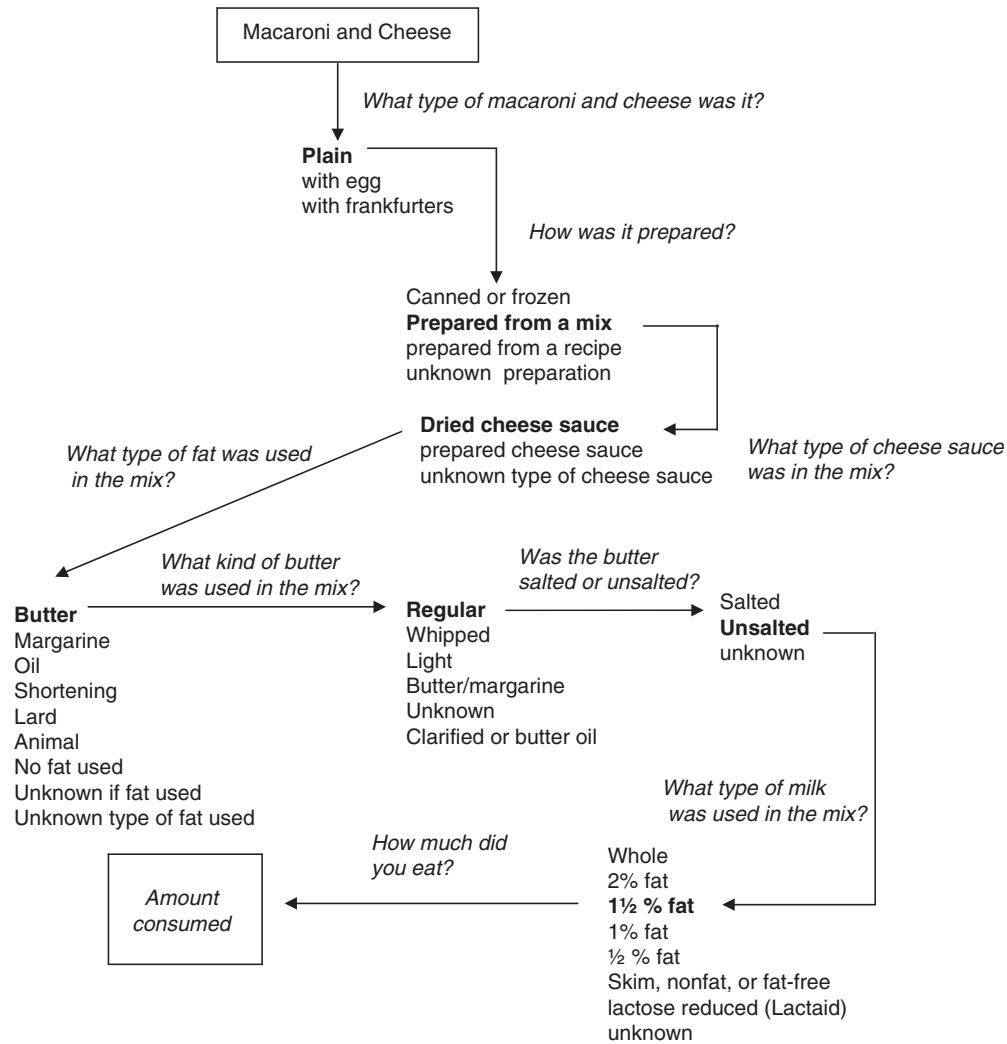 Macaroni and Cheese
What type of macaroni and cheese was it?
Plain
with egg
with frankfurters
How was it prepared?
Canned or frozen
Prepared from a mix
prepared from a recipe
unknown preparation
What type of cheese sauce
was in the mix?
Dried cheese sauce
prepared cheese sauce
unknown type of cheese sauce
What type of fat was used
in the mix?
Butter
Margarine
Oil
Shortening
Lard
Animal
No fat used
Unknown if fat used
Unknown type of fat used
What kind of butter
was used in the mix?
Regular
Whipped
Light
Butter/margarine
Unknown
Clarified or butter oil
Was the butter
salted or unsalted?
Salted
Unsalted
unknown
What type of milk
was used in the mix?
Whole
2% fat
1½ % fat
1% fat
½ % fat
Skim, nonfat, or fat-free
lactose reduced (Lactaid)
unknown
How much did
you eat?
Amount
consumed